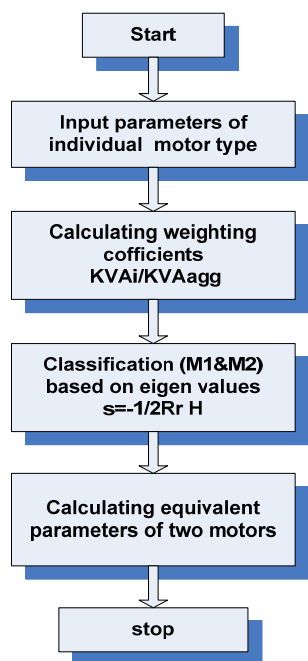 Start
Input parameters of
individual motor type
Calculating weighting
cofficients
KVAi/KVAagg
Classification (M1&M2)
based on eigen values
s=-1/2Rr H
Calculating equivalent
parameters of two motors
stop